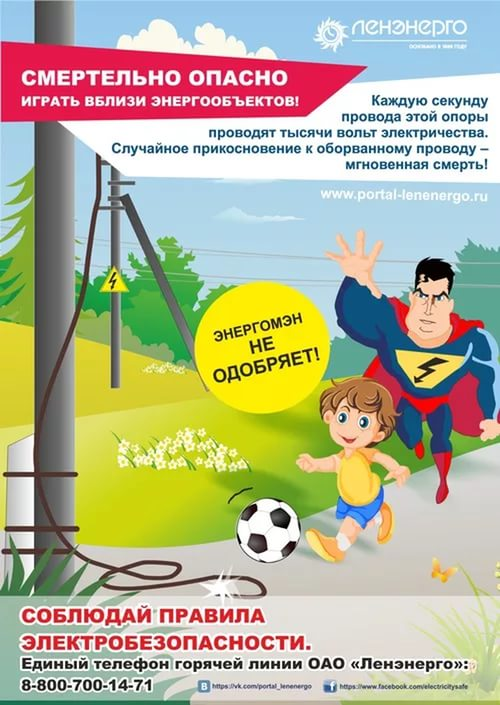 ЛЕНЭНЕРГО
ОСНОВАНО В 1886 ГОДУ
СМЕРТЕЛЬНО ОПАСНО
ИГРАТЬ ВБЛИЗИ ЭНЕРГООБЪЕКТОВ!
Каждую секунду
провода этой опоры
проводят тысячи вольт электричества.
Случайное прикосновение к оборванному проводу –
мгновенная смерть!
www.portal-lenenergo.ru
ЭНЕРГОМЭН
НЕ
ОДОБРЯЕТ!
СОБЛЮДАЙ ПРАВИЛА
ЭЛЕКТРОБЕЗОПАСНОСТИ.
Единый телефон горячей линии ОАО «Ленэнерго»:
8-800-700-14-71
https://vk.com/portal_lenenergo
https://www.facebook.com/electricitysafe